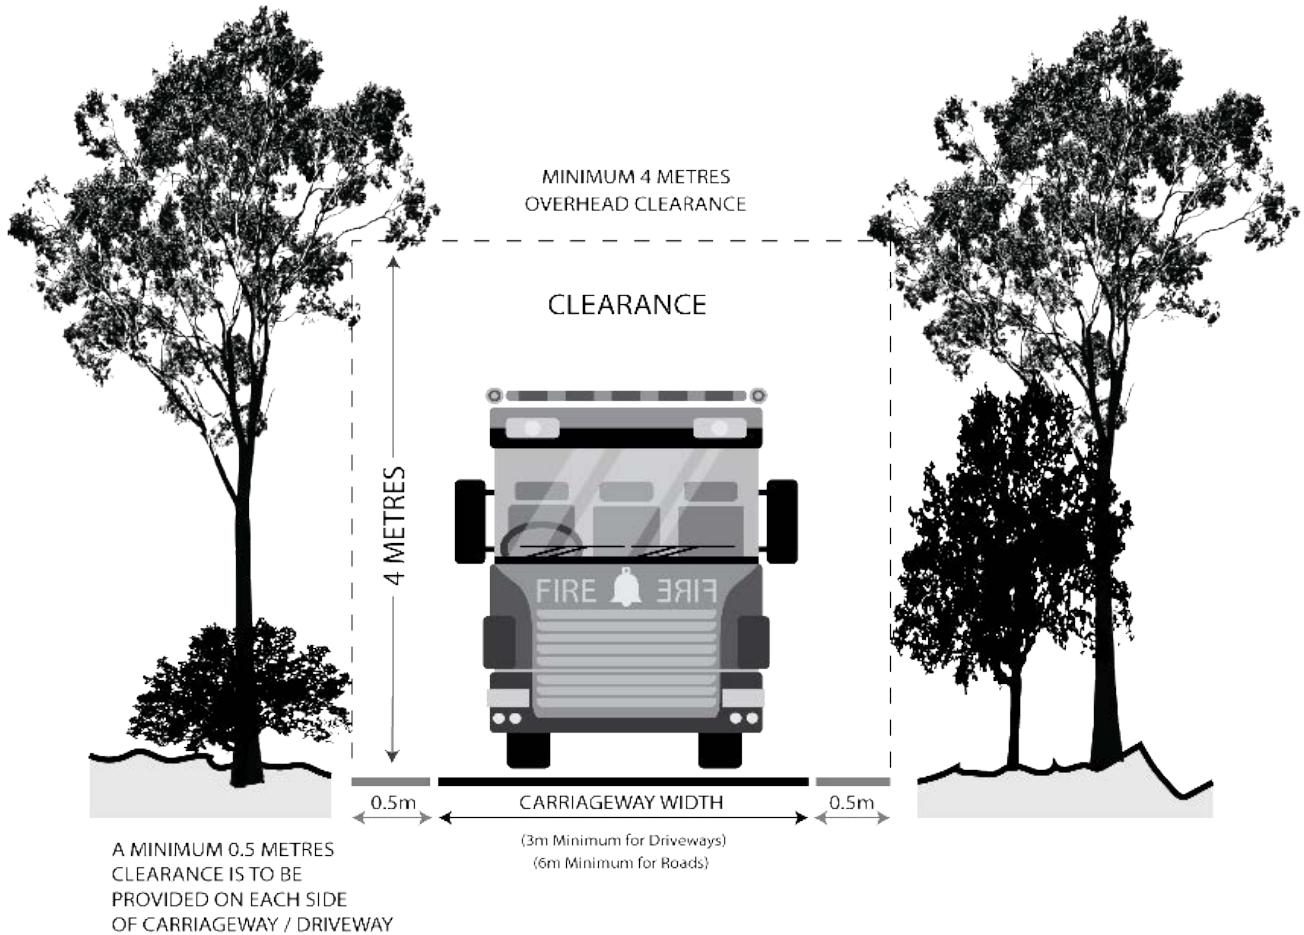 MINIMUM 4 METRES
OVERHEAD CLEARANCE
CLEARANCE
4 METRES
FIRE FIRE
0.5m CARRIAGEWAY WIDTH 0.5m
(3m Minimum for Driveways)
(6m Minimum for Roads)
A MINIMUM 0.5 METRES
CLEARANCE IS TO BE
PROVIDED ON EACH SIDE
OF CARRIAGEWAY / DRIVEWAY